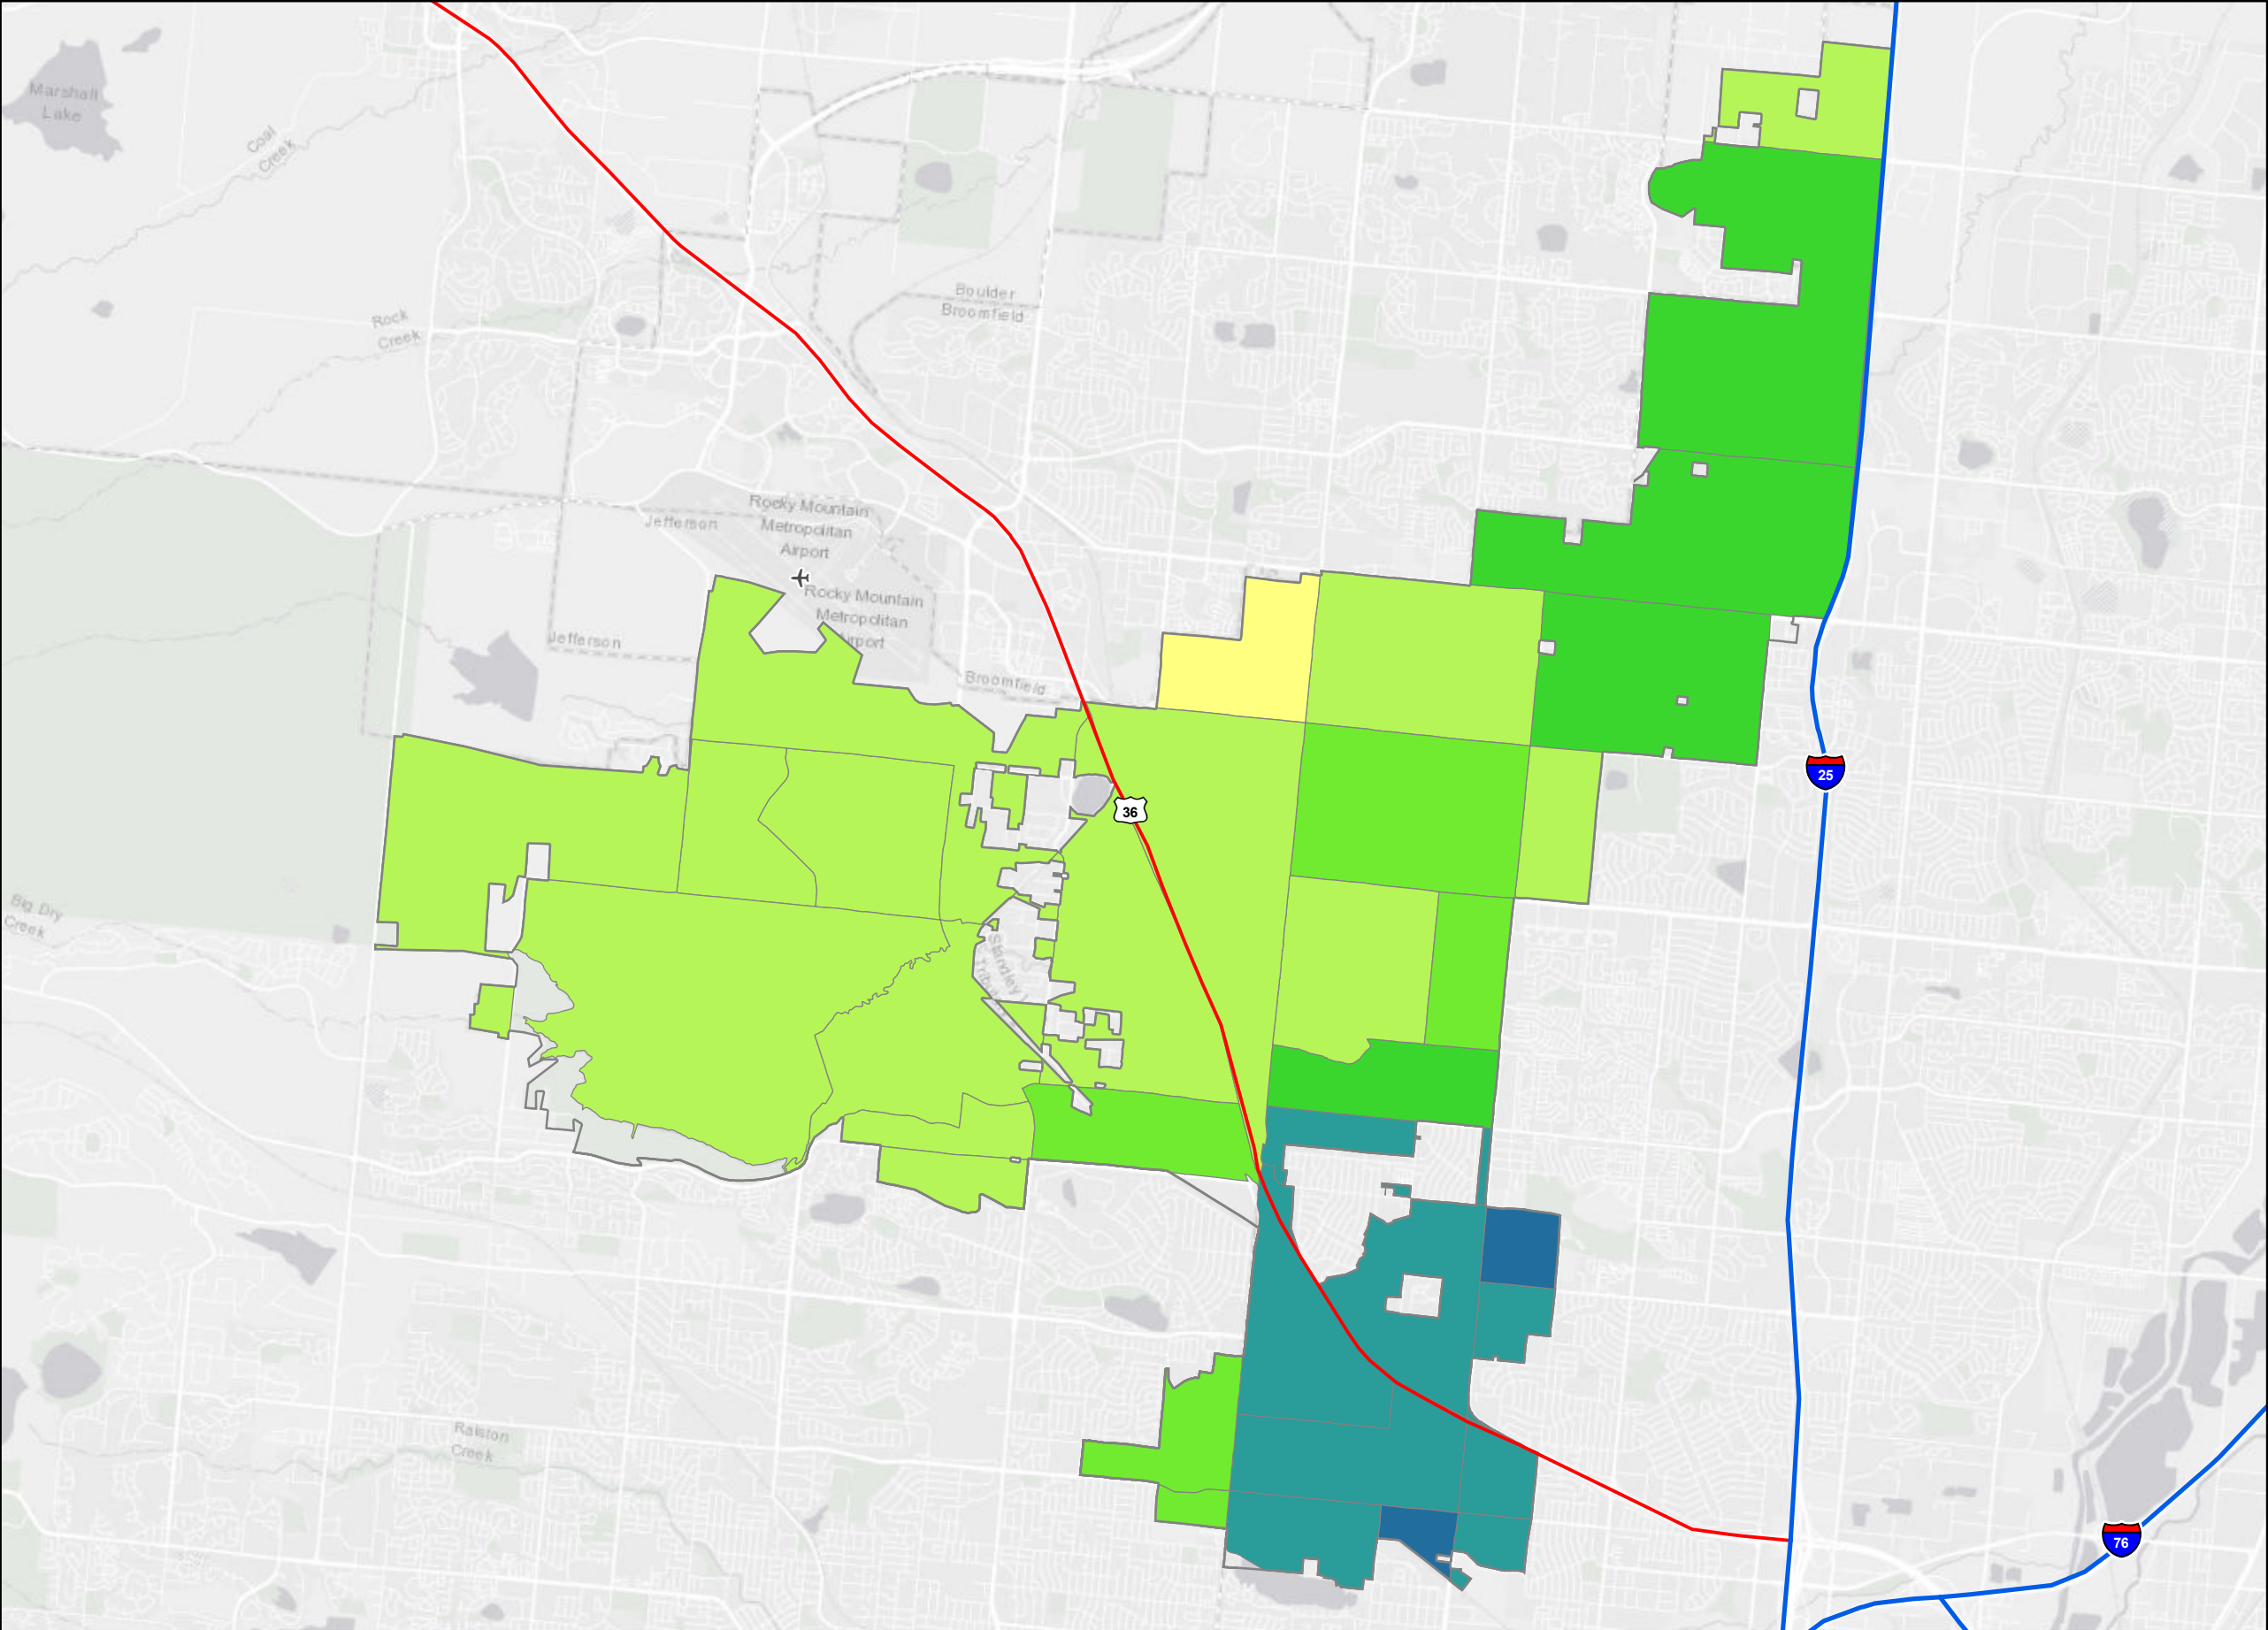 Marshall
Lake
Coal
Creek
Boulder
Broomfield
Rock
Creek
Rocky Mountain
Metropolitan
Airport
Jefferson
Rocky Mountain
Metropolitan
Airport
Jefferson
Broomfield
25
36
Big Dry
Creek
Standley
Ralston
Creek
76